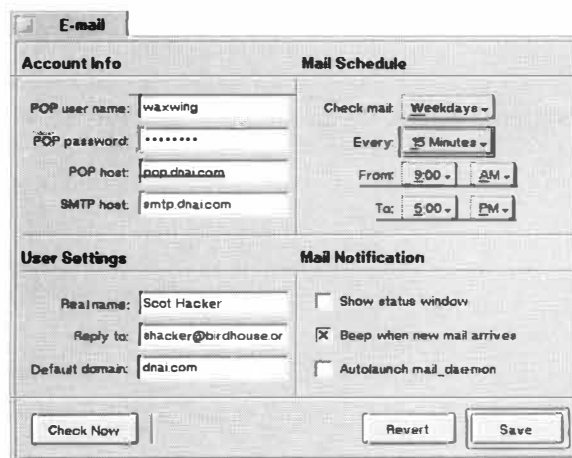 E-mail
Account Info
POP user name: waxwing
POP password: ••••••••
POP host: pop.dnai.com
SMTP host: smtp.dnai.com
Mail Schedule
Check mail: Weekdays
Every: 15 Minutes
From: 9:00 AM
To: 5:00 PM
User Settings
Real name: Scot Hacker
Reply to: shacker@birdhouse.or
Default domain: dnai.com
Mail Notification
Show status window
Beep when new mail arrives
Autolaunch mail_daemon
Check Now
Revert
Save